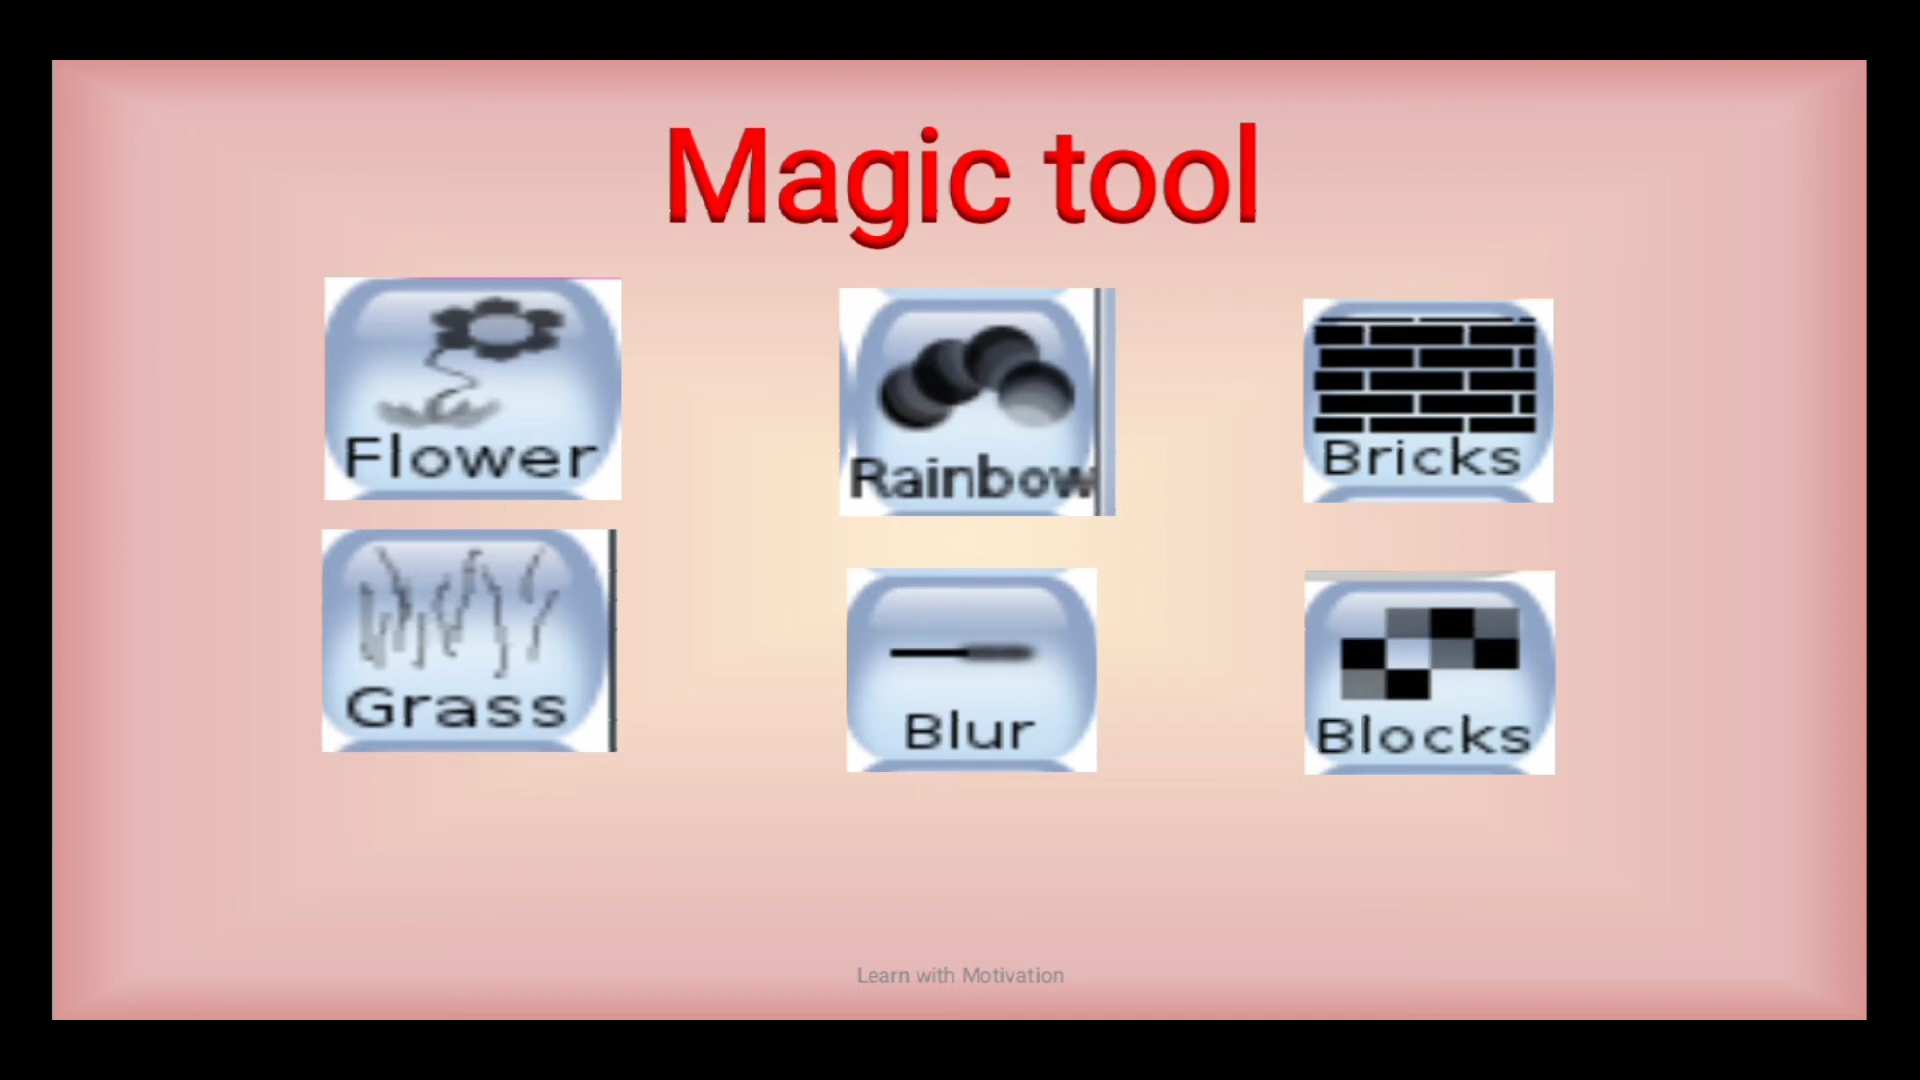 Magic tool
Flower
Rainbow
Bricks
Grass
Blur
Blocks
Learn with Motivation